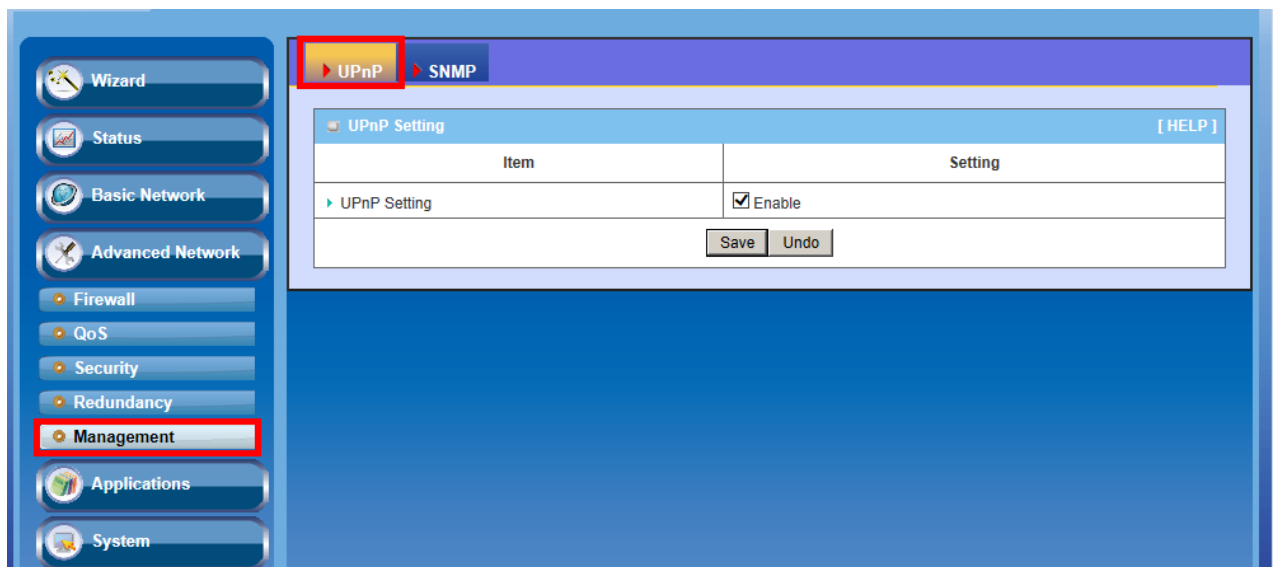 Wizard
Status
Basic Network
Advanced Network
Firewall
QoS
Security
Redundancy
Management
Applications
System
UPnP SNMP
UPnP Setting [ HELP ]
Item Setting
UPnP Setting Enable
Save Undo